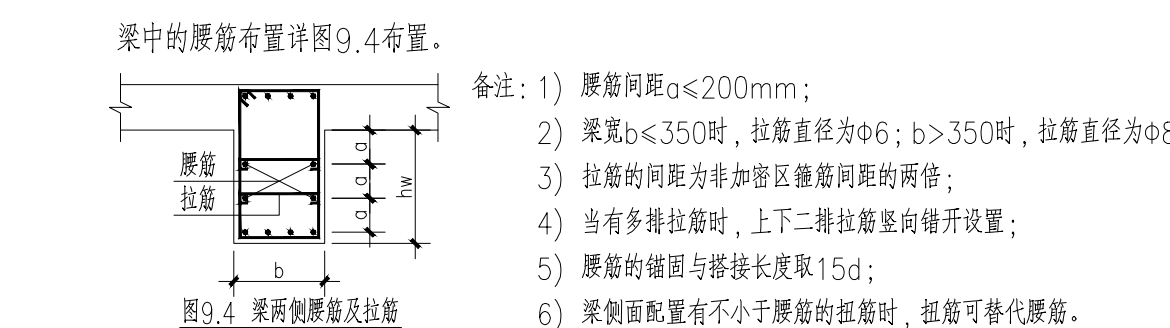 梁中的腰筋布置详图9.4布置。
备注: 1) 腰筋间距a≤200mm;
2) 梁宽b≤350时,拉筋直径为Φ6; b>350时,拉筋直径为Φ8
3) 拉筋的间距为非加密区箍筋间距的两倍;
4) 当有多排拉筋时,上下二排拉筋竖向错开设置;
5) 腰筋的锚固与搭接长度取15d;
6) 梁侧面配置有不小于腰筋的扭筋时,扭筋可替代腰筋。
腰筋
拉筋
a
a
a
hw
b
图9.4 梁两侧腰筋及拉筋